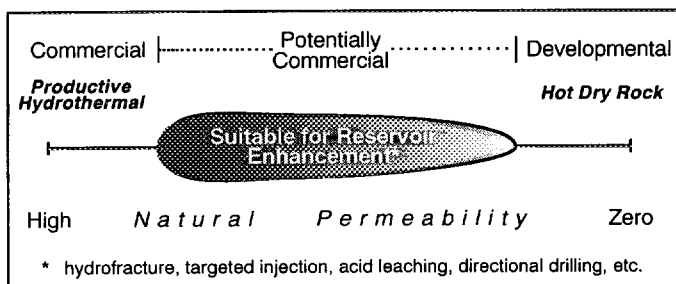 Commercial
Potentially
Commercial
Developmental
Productive
Hydrothermal
Hot Dry Rock
Suitable for Reservoir
Enhancement*
High Natural Permeability Zero
* hydrofracture, targeted injection, acid leaching, directional drilling, etc.